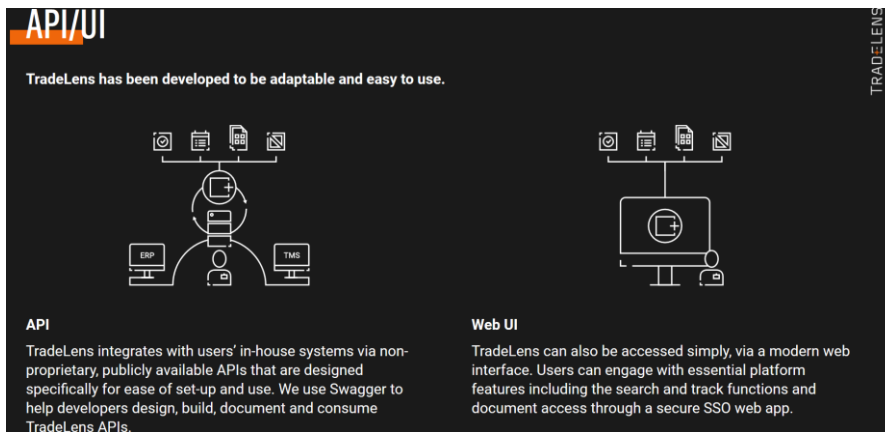 API/UI
TRADELENS
TradeLens has been developed to be adaptable and easy to use.
ERP
TMS
API
TradeLens integrates with users' in-house systems via non-
proprietary, publicly available APIs that are designed
specifically for ease of set-up and use. We use Swagger to
help developers design, build, document and consume
TradeLens APIs.
Web UI
TradeLens can also be accessed simply, via a modern web
interface. Users can engage with essential platform
features including the search and track functions and
document access through a secure SSO web app.